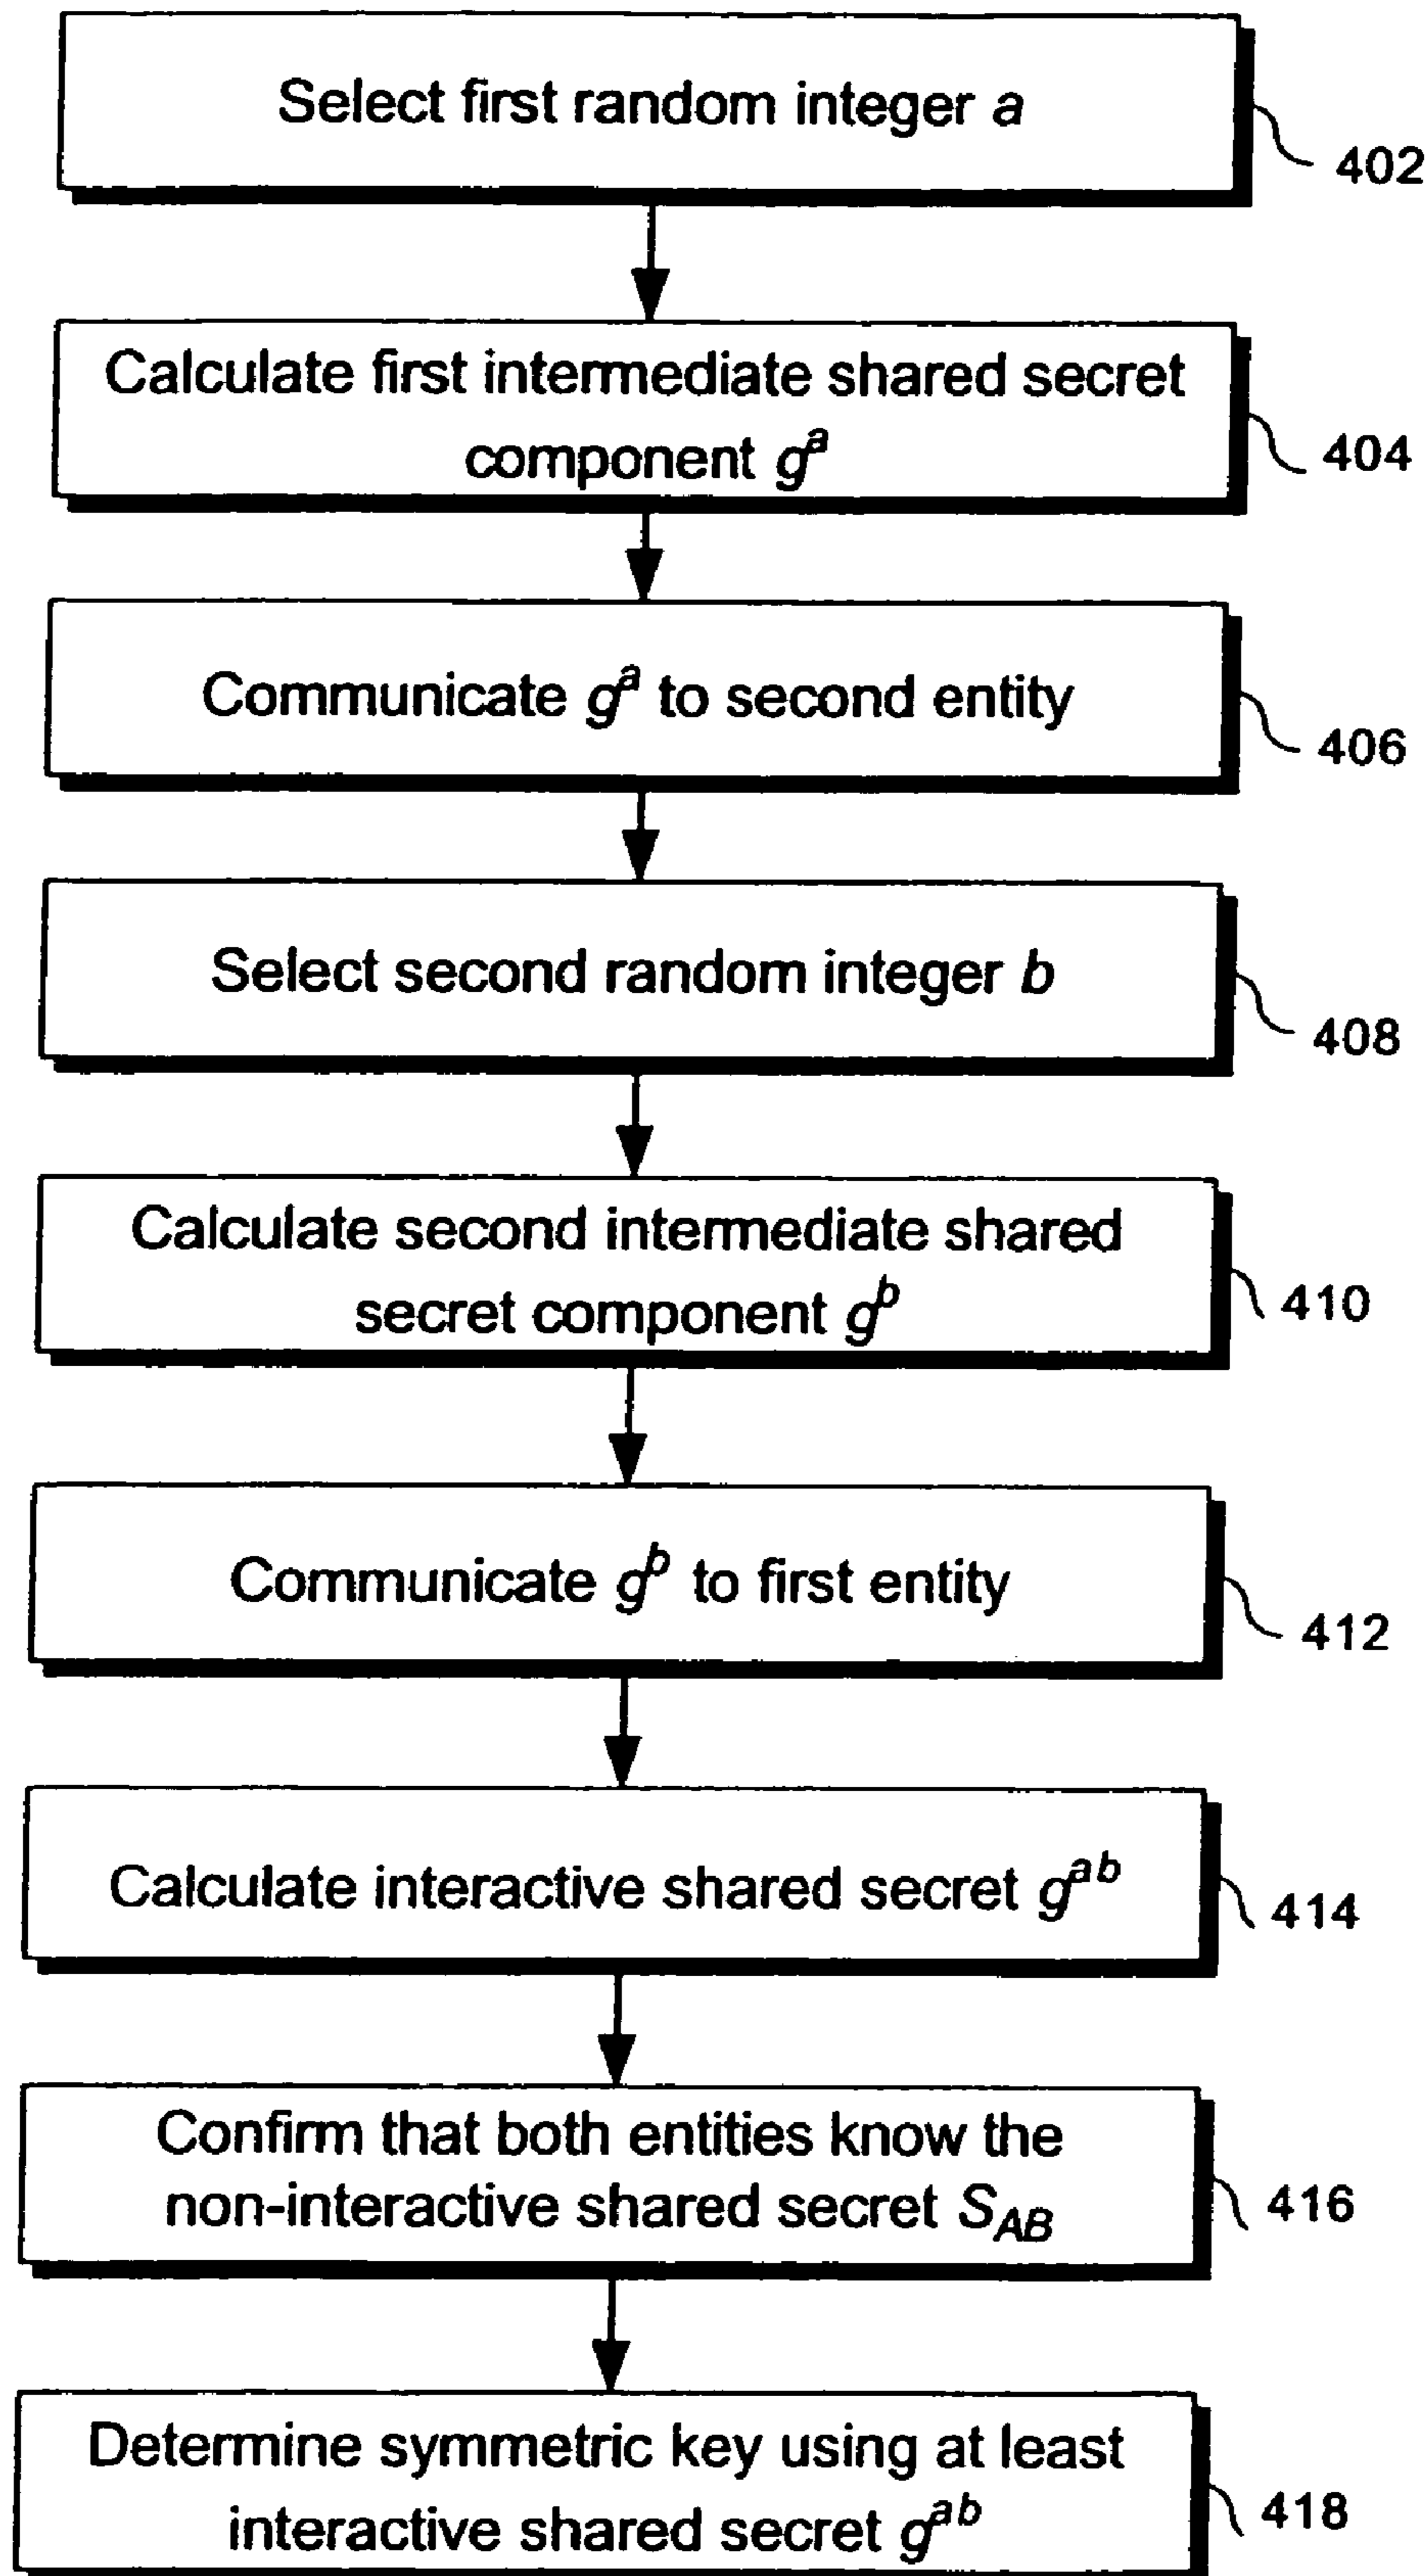 Select first random integer a
402
Calculate first intermediate shared secret
component g^a
404
Communicate g^a to second entity
406
Select second random integer b
408
Calculate second intermediate shared
secret component g^b
410
Communicate g^b to first entity
412
Calculate interactive shared secret g^ab
414
Confirm that both entities know the
non-interactive shared secret S_AB
416
Determine symmetric key using at least
interactive shared secret g^ab
418